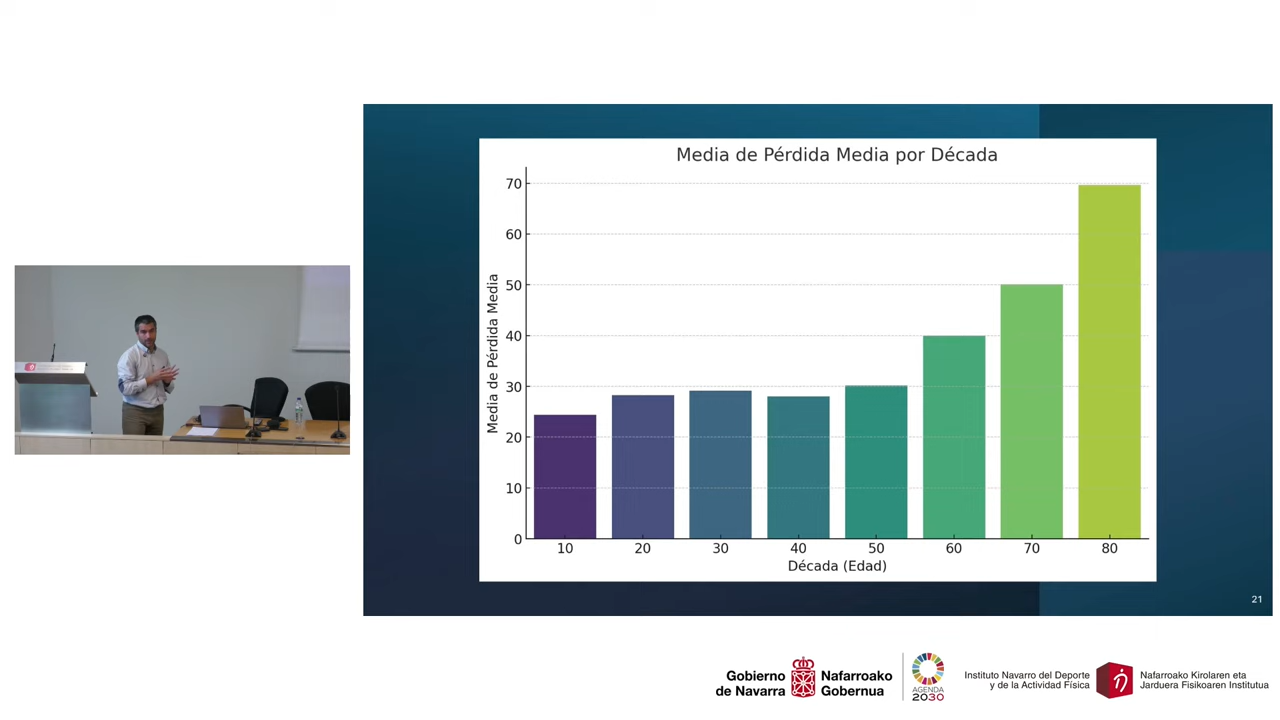 Media de Pérdida Media por Década
Media de Pérdida Media
70
60
50
40
30
20
10
0
10 20 30 40 50 60 70 80
Década (Edad)
21
Gobierno
de Navarra
Nafarroako
Gobernua
AGENDA
2030
Instituto Navarro del Deporte
y de la Actividad Física
Nafarroako Kirolaren eta
Jarduera Fisikoaren Institutua